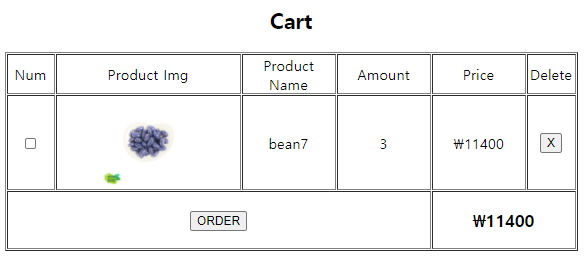 Cart
Num Product Img Product Name Amount Price Delete
bean7 3 ₩11400 X
ORDER ₩11400